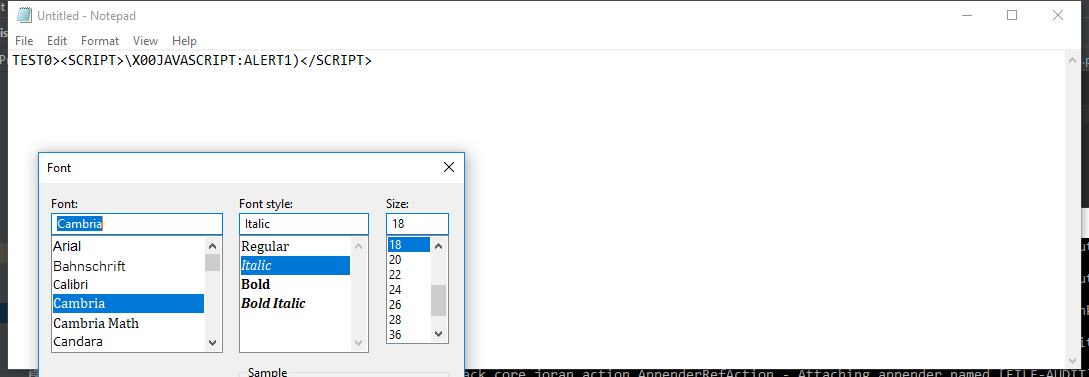 Untitled - Notepad
File Edit Format View Help
TEST0><SCRIPT>\X00JAVASCRIPT:ALERT1)</SCRIPT>
Font
Font: Font style: Size:
Cambria Italic 18
Arial Regular 18
Bahnschrift Italic 20
Calibri Bold 22
Cambria Bold Italic 24
Cambria Math 26
Candara 28
36
Sample
core joran action AppenderRefAction - Attaching appender named [FILE-AUDIT